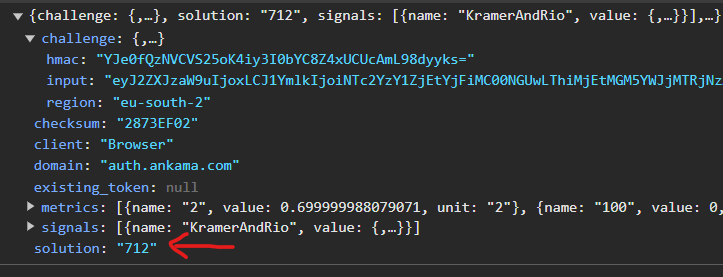 {challenge: {,…}, solution: "712", signals: [{name: "KramerAndRio", value: {,…}}],…}
challenge: {,…}
hmac: "YJe0fQzNVCVS25oK4iy3I0bYC8Z4xUCUcAmL98dyyks="
input: "eyJ2ZXJzaW9uIjoxLCJ1YmlkIjoiNTc2YzY1ZjEtYjFiMC00NGUwLThiMjEtMGM5YWJjMTRjNz
region: "eu-south-2"
checksum: "2873EF02"
client: "Browser"
domain: "auth.ankama.com"
existing_token: null
metrics: [{name: "2", value: 0.699999988079071, unit: "2"}, {name: "100", value: 0,
signals: [{name: "KramerAndRio", value: {,…}}]
solution: "712"